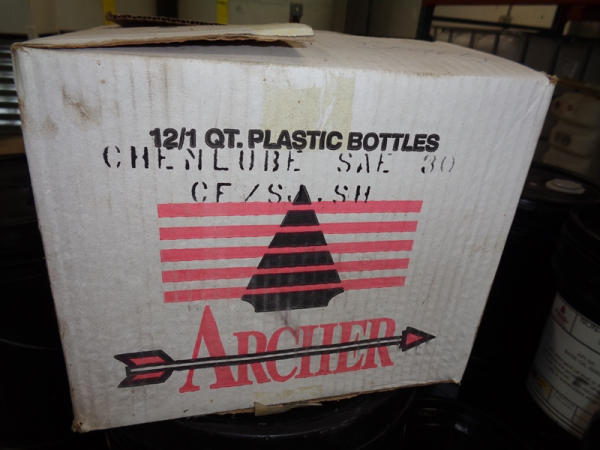 12/1 QT. PLASTIC BOTTLES
CHEMLUBE SAE 30
CF/SJ.SH
ARCHER